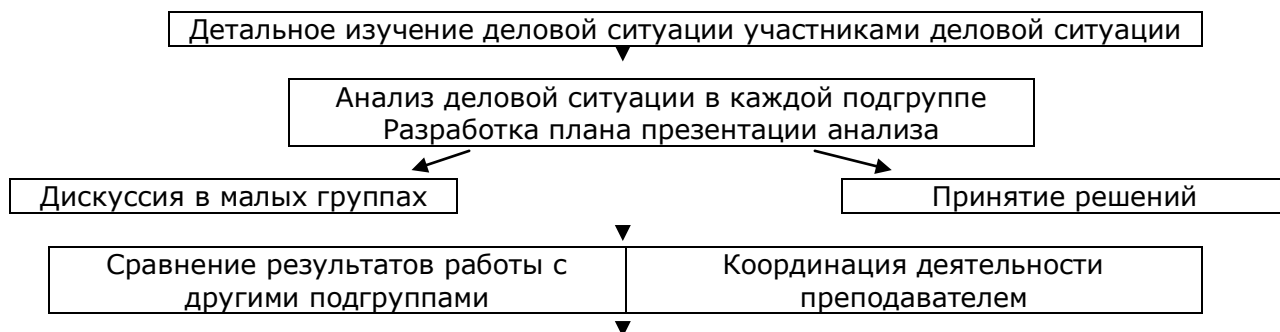 Детальное изучение деловой ситуации участниками деловой ситуации
Анализ деловой ситуации в каждой подгруппе
Разработка плана презентации анализа
Дискуссия в малых группах
Принятие решений
Сравнение результатов работы с
другими подгруппами
Координация деятельности
преподавателем